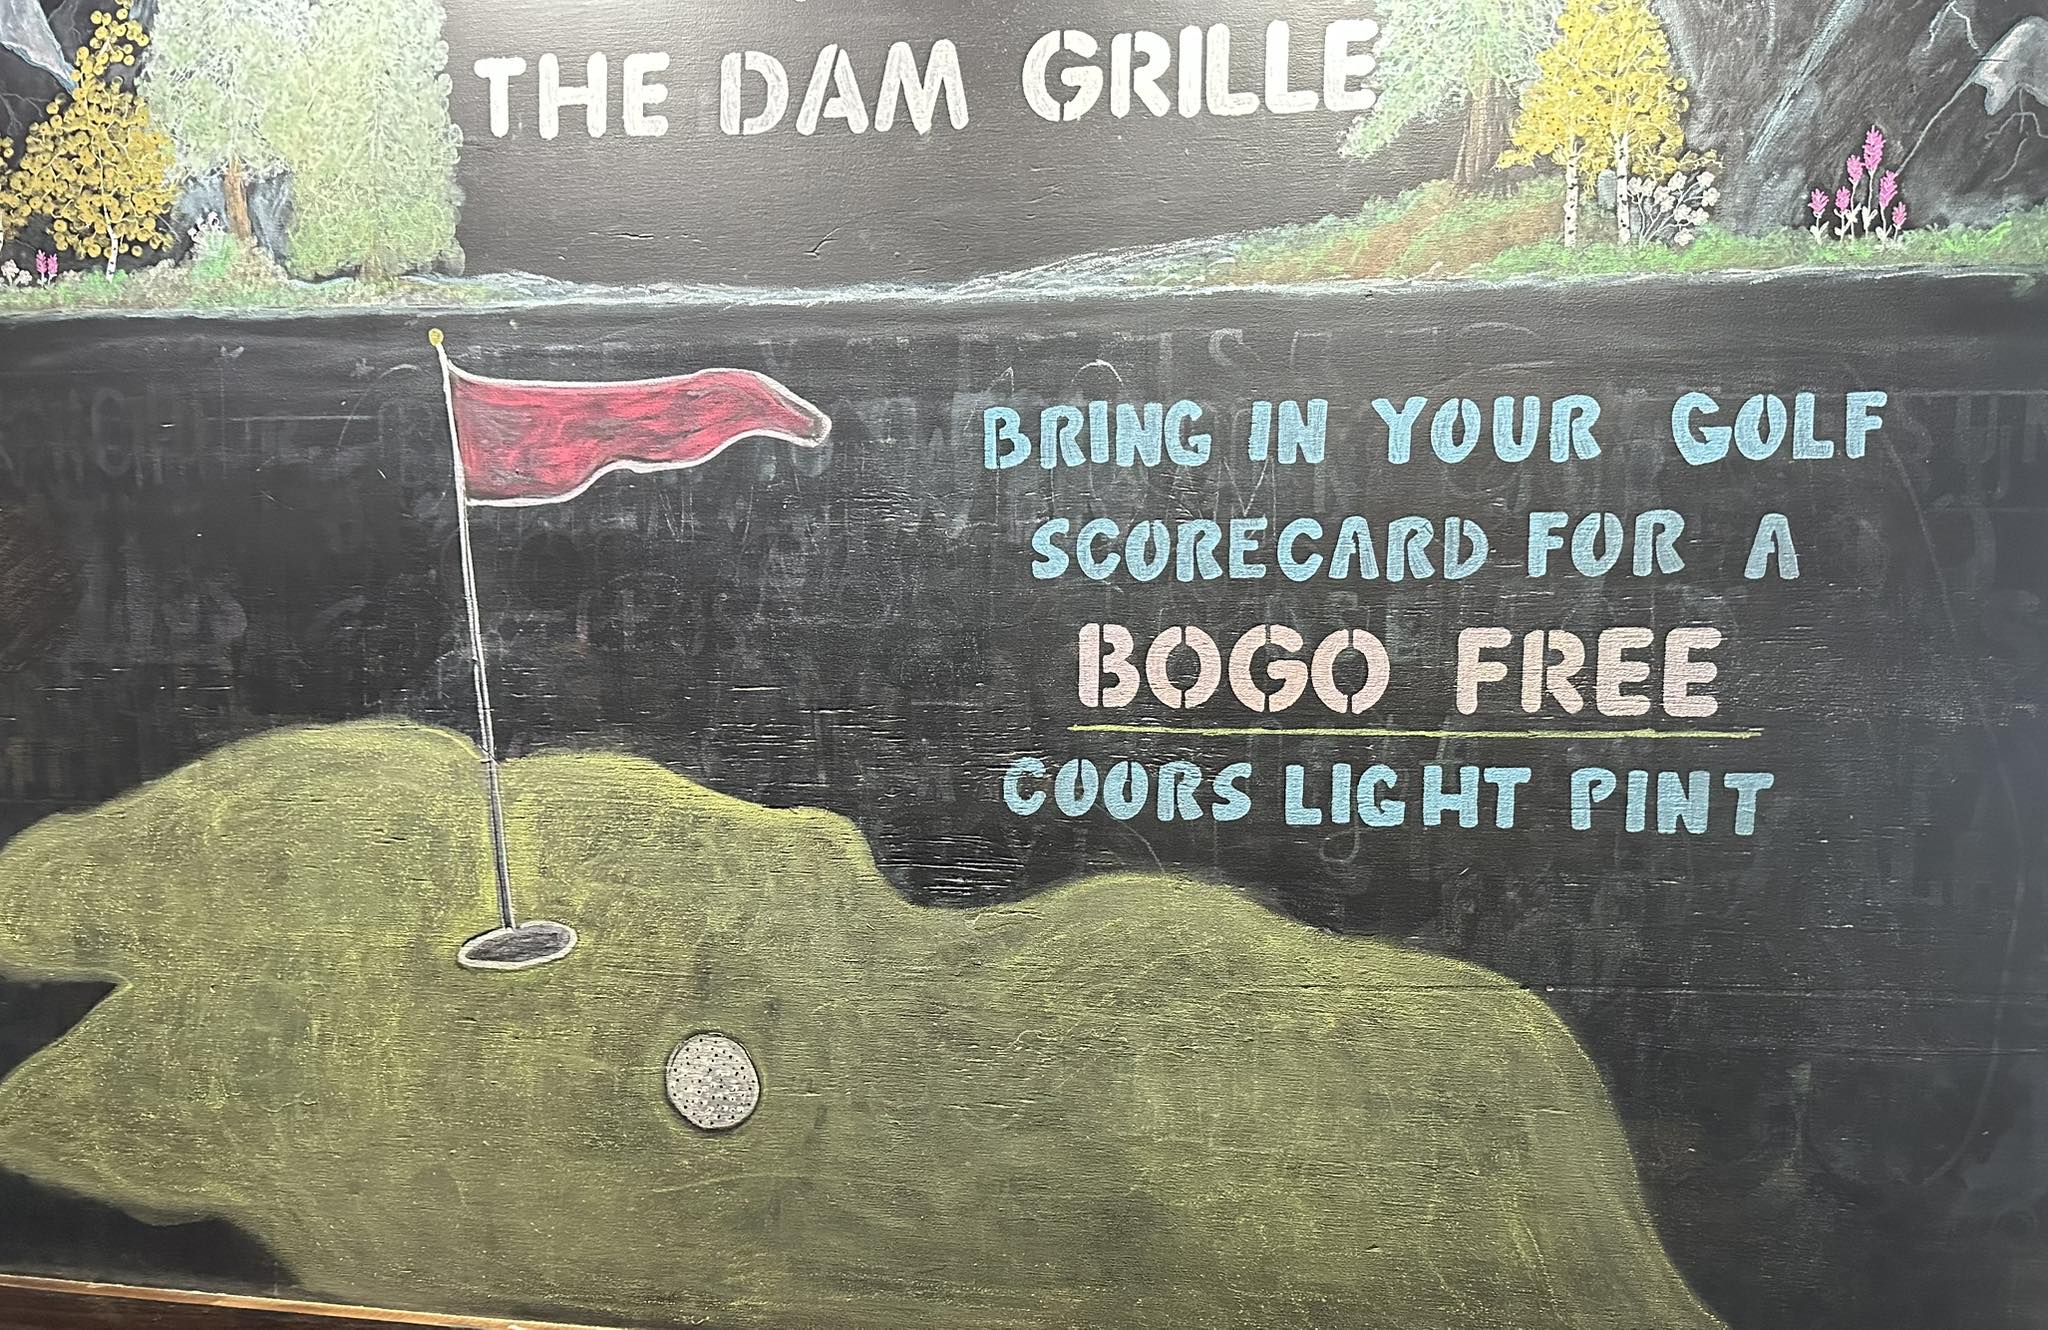 THE DAM GRILLE
BRING IN YOUR GOLF
SCORECARD FOR A
BOGO FREE
COORS LIGHT PINT